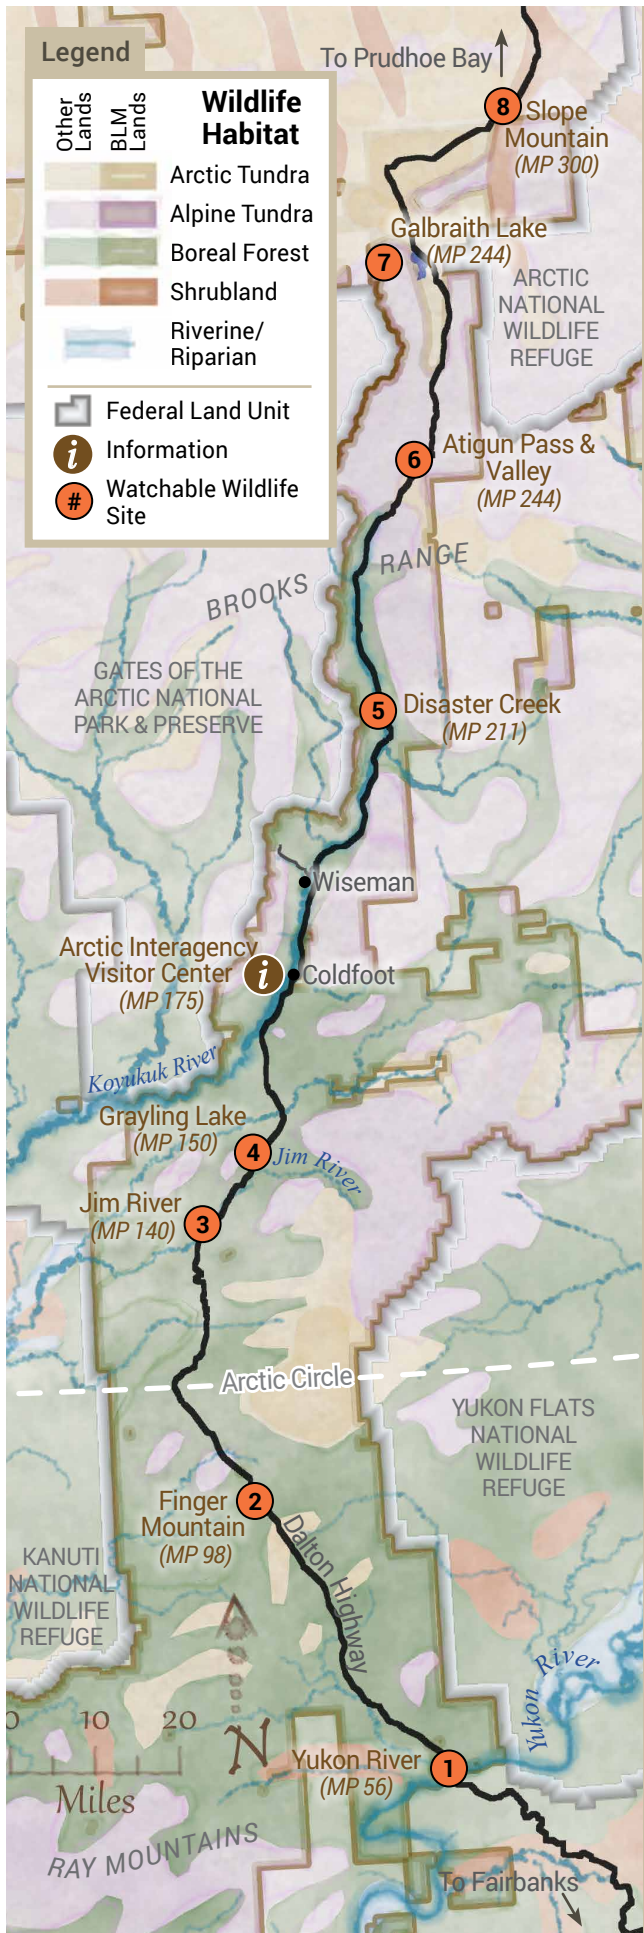 Legend
Other Lands
BLM Lands
Wildlife
Habitat
Arctic Tundra
Alpine Tundra
Boreal Forest
Shrubland
Riverine/
Riparian
Federal Land Unit
i
Information
#
Watchable Wildlife
Site
To Prudhoe Bay
8
Slope
Mountain
(MP 300)
Galbraith Lake
(MP 244)
7
ARCTIC
NATIONAL
WILDLIFE
REFUGE
6
Atigun Pass &
Valley
(MP 244)
BROOKS RANGE
GATES OF THE
ARCTIC NATIONAL
PARK & PRESERVE
5
Disaster Creek
(MP 211)
Wiseman
Arctic Interagency
Visitor Center
(MP 175)
i
Coldfoot
Koyukuk River
Grayling Lake
(MP 150)
4
Jim River
Jim River
(MP 140)
3
Arctic Circle
YUKON FLATS
NATIONAL
WILDLIFE
REFUGE
2
Finger
Mountain
(MP 98)
Dalton Highway
KANUTI
NATIONAL
WILDLIFE
REFUGE
Yukon River
0 10 20
Miles
N
Yukon River
(MP 56)
1
RAY MOUNTAINS
To Fairbanks